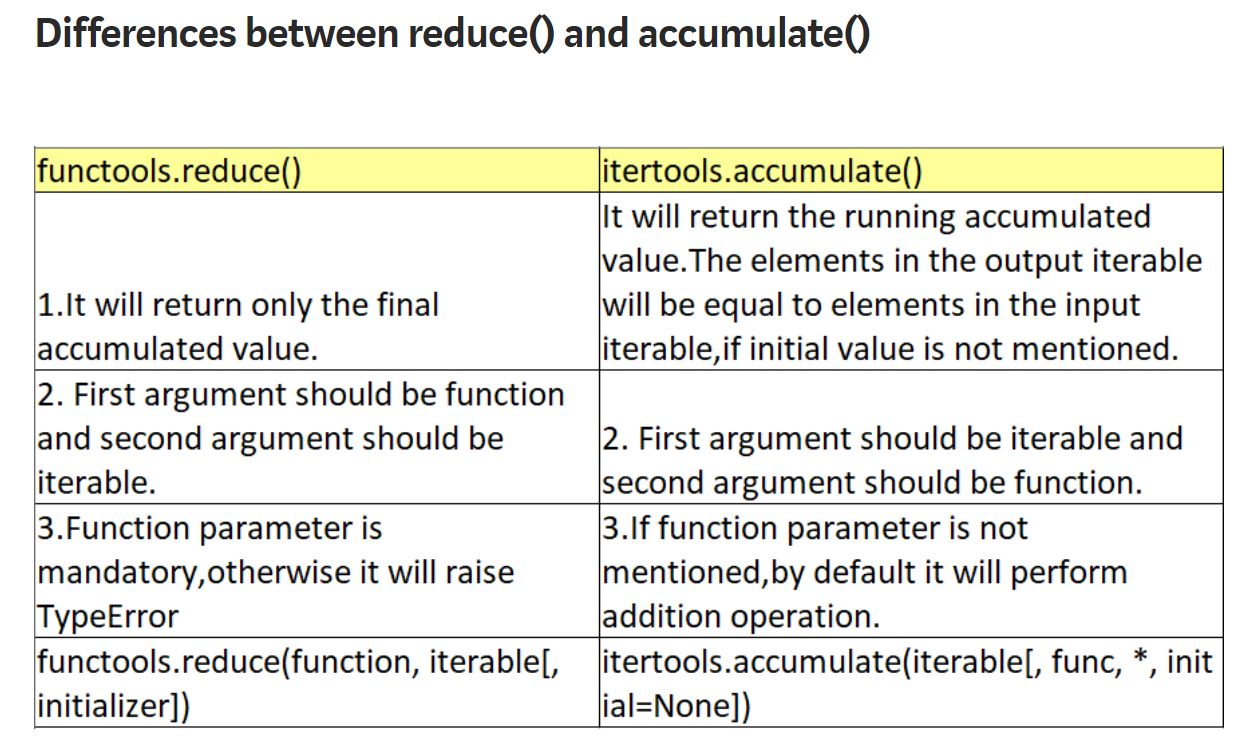 Differences between reduce() and accumulate()
functools.reduce()
itertools.accumulate()
1.It will return only the final
accumulated value.
It will return the running accumulated
value.The elements in the output iterable
will be equal to elements in the input
iterable,if initial value is not mentioned.
2. First argument should be function
and second argument should be
iterable.
2. First argument should be iterable and
second argument should be function.
3.Function parameter is
mandatory,otherwise it will raise
TypeError
3.If function parameter is not
mentioned,by default it will perform
addition operation.
functools.reduce(function, iterable[,
initializer])
itertools.accumulate(iterable[, func, *, init
ial=None])